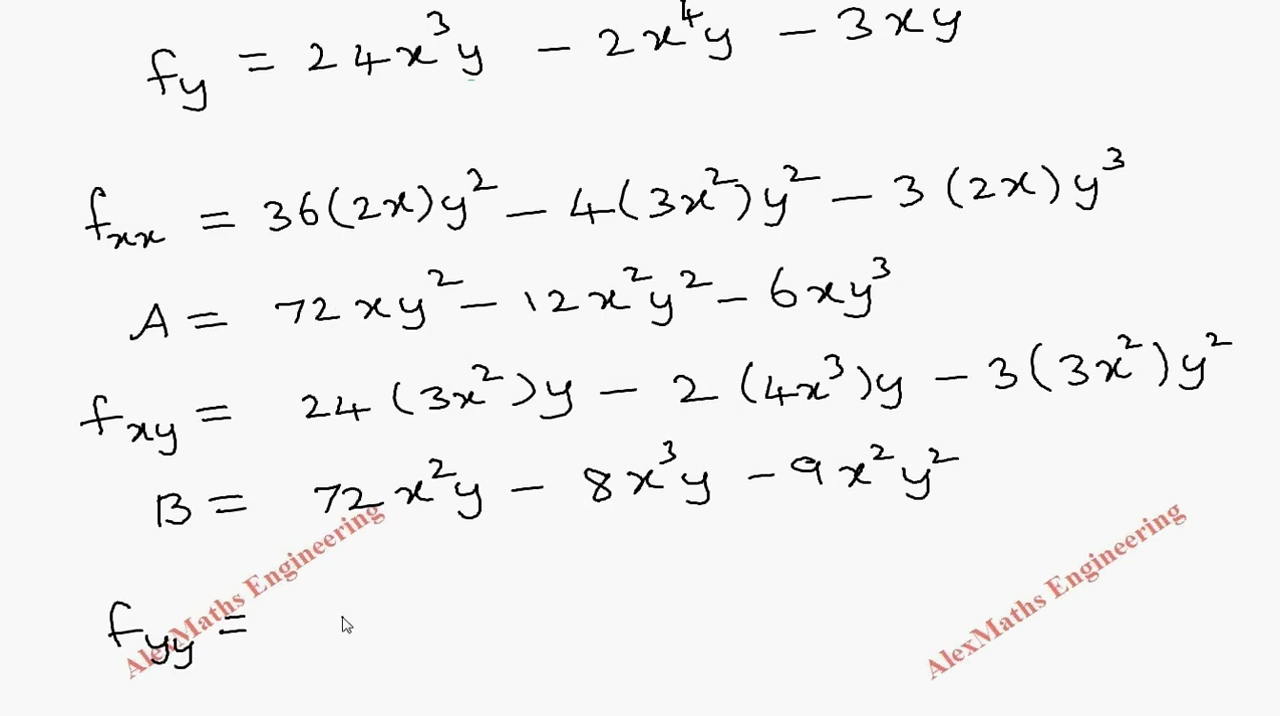 fy = 24x³y - 2x⁴y - 3xy
fxx = 36(2x)y² - 4(3x²)y² - 3(2x)y³
A = 72xy² - 12x²y² - 6xy³
fxy = 24(3x²)y - 2(4x³)y - 3(3x²)y²
B = 72x²y - 8x³y - 9x²y²
fyy =
AlexMaths Engineering
AlexMaths Engineering